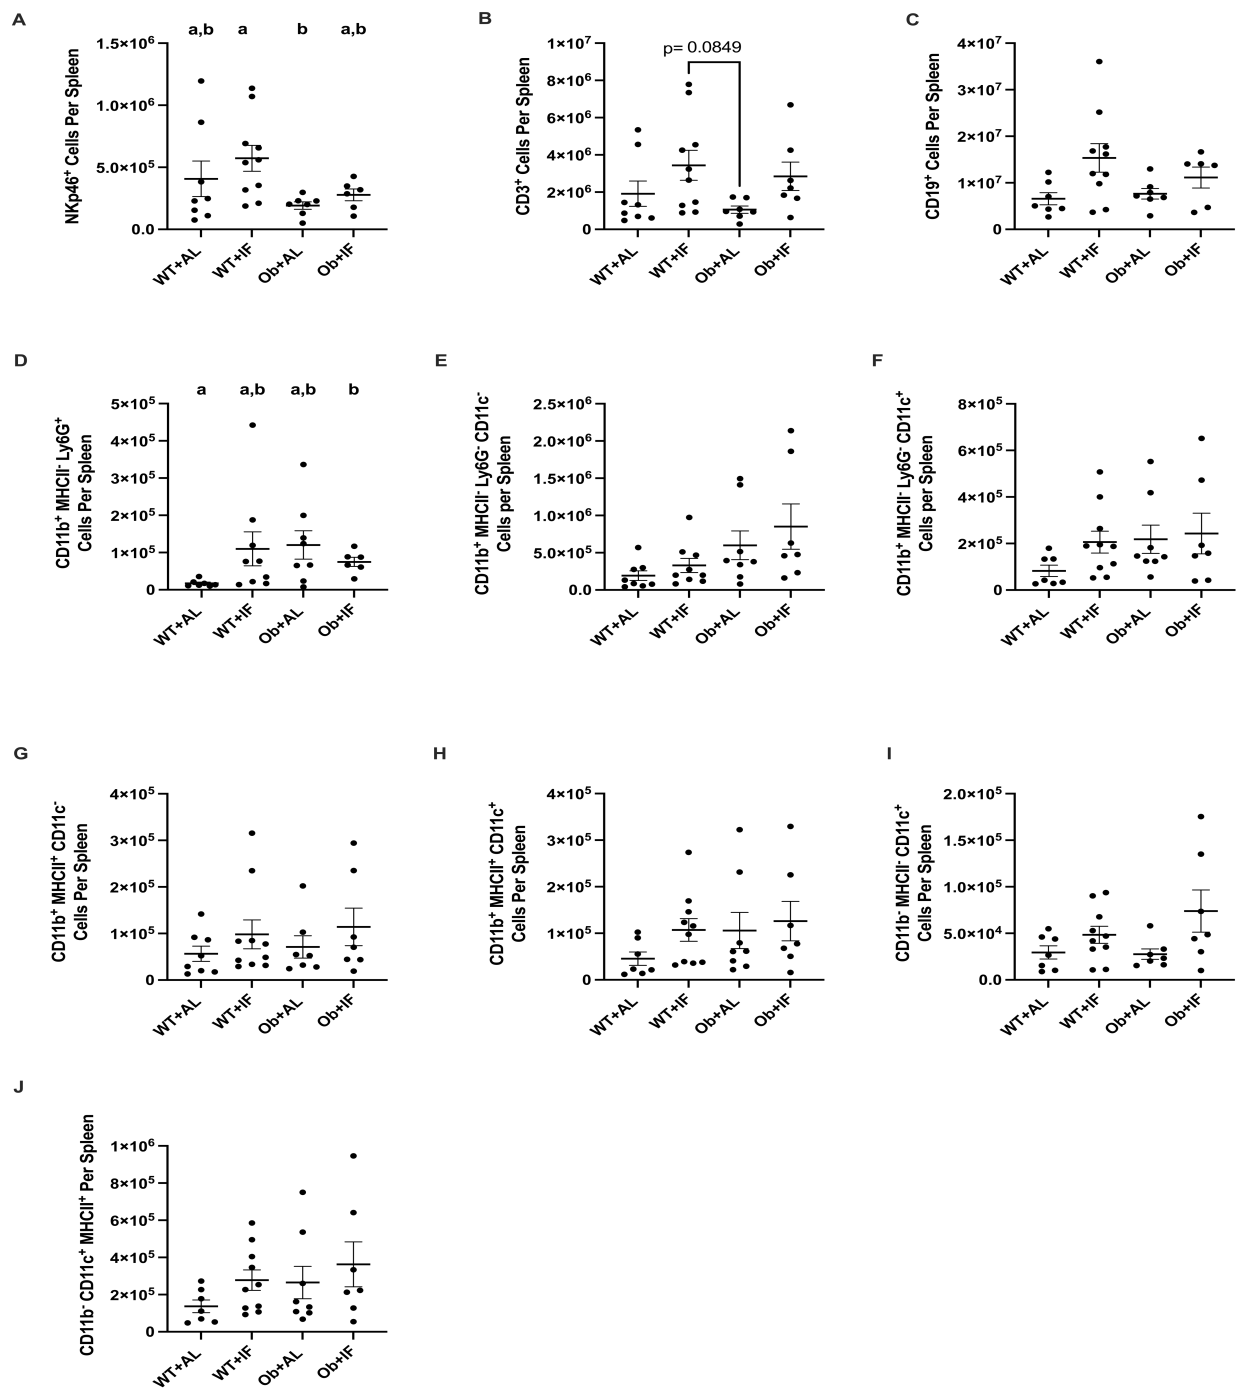 A
a,b a b a,b
NKp46⁺ Cells Per Spleen
1.5×10⁶
1.0×10⁶
5.0×10⁵
0.0
WT+AL WT+IF Ob+AL Ob+IF
B
p= 0.0849
CD3⁺ Cells Per Spleen
1×10⁷
8×10⁶
6×10⁶
4×10⁶
2×10⁶
0
WT+AL WT+IF Ob+AL Ob+IF
C
CD19⁺ Cells Per Spleen
4×10⁷
3×10⁷
2×10⁷
1×10⁷
0
WT+AL WT+IF Ob+AL Ob+IF
D
a a,b a,b b
CD11b⁺ MHCII⁻ Ly6G⁺
Cells Per Spleen
5×10⁵
4×10⁵
3×10⁵
2×10⁵
1×10⁵
0
WT+AL WT+IF Ob+AL Ob+IF
E
CD11b⁺ MHCII⁻ Ly6G⁻ CD11c⁻
Cells per Spleen
2.5×10⁶
2.0×10⁶
1.5×10⁶
1.0×10⁶
5.0×10⁵
0.0
WT+AL WT+IF Ob+AL Ob+IF
F
CD11b⁺ MHCII⁻ Ly6G⁻ CD11c⁺
Cells per Spleen
8×10⁵
6×10⁵
4×10⁵
2×10⁵
0
WT+AL WT+IF Ob+AL Ob+IF
G
CD11b⁺ MHCII⁺ CD11c⁻
Cells Per Spleen
4×10⁵
3×10⁵
2×10⁵
1×10⁵
0
WT+AL WT+IF Ob+AL Ob+IF
H
CD11b⁺ MHCII⁺ CD11c⁺
Cells Per Spleen
4×10⁵
3×10⁵
2×10⁵
1×10⁵
0
WT+AL WT+IF Ob+AL Ob+IF
I
CD11b⁻ MHCII⁻ CD11c⁺
Cells Per Spleen
2.0×10⁵
1.5×10⁵
1.0×10⁵
5.0×10⁴
0.0
WT+AL WT+IF Ob+AL Ob+IF
J
CD11b⁻ CD11c⁺ MHCII⁺ Per Spleen
1×10⁶
8×10⁵
6×10⁵
4×10⁵
2×10⁵
0
WT+AL WT+IF Ob+AL Ob+IF